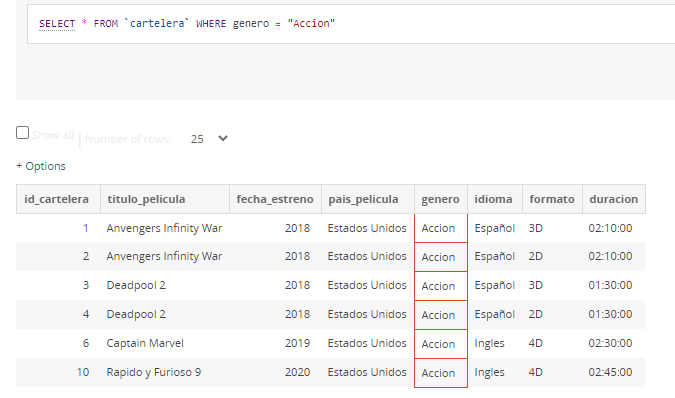 SELECT * FROM `cartelera` WHERE genero = "Accion"
Show all | Number of rows: 25
+ Options
id_cartelera titulo_pelicula fecha_estreno pais_pelicula genero idioma formato duracion
1 Anvengers Infinity War 2018 Estados Unidos Accion Español 3D 02:10:00
2 Anvengers Infinity War 2018 Estados Unidos Accion Español 2D 02:10:00
3 Deadpool 2 2018 Estados Unidos Accion Español 3D 01:30:00
4 Deadpool 2 2018 Estados Unidos Accion Español 2D 01:30:00
6 Captain Marvel 2019 Estados Unidos Accion Ingles 4D 02:30:00
10 Rapido y Furioso 9 2020 Estados Unidos Accion Ingles 4D 02:45:00